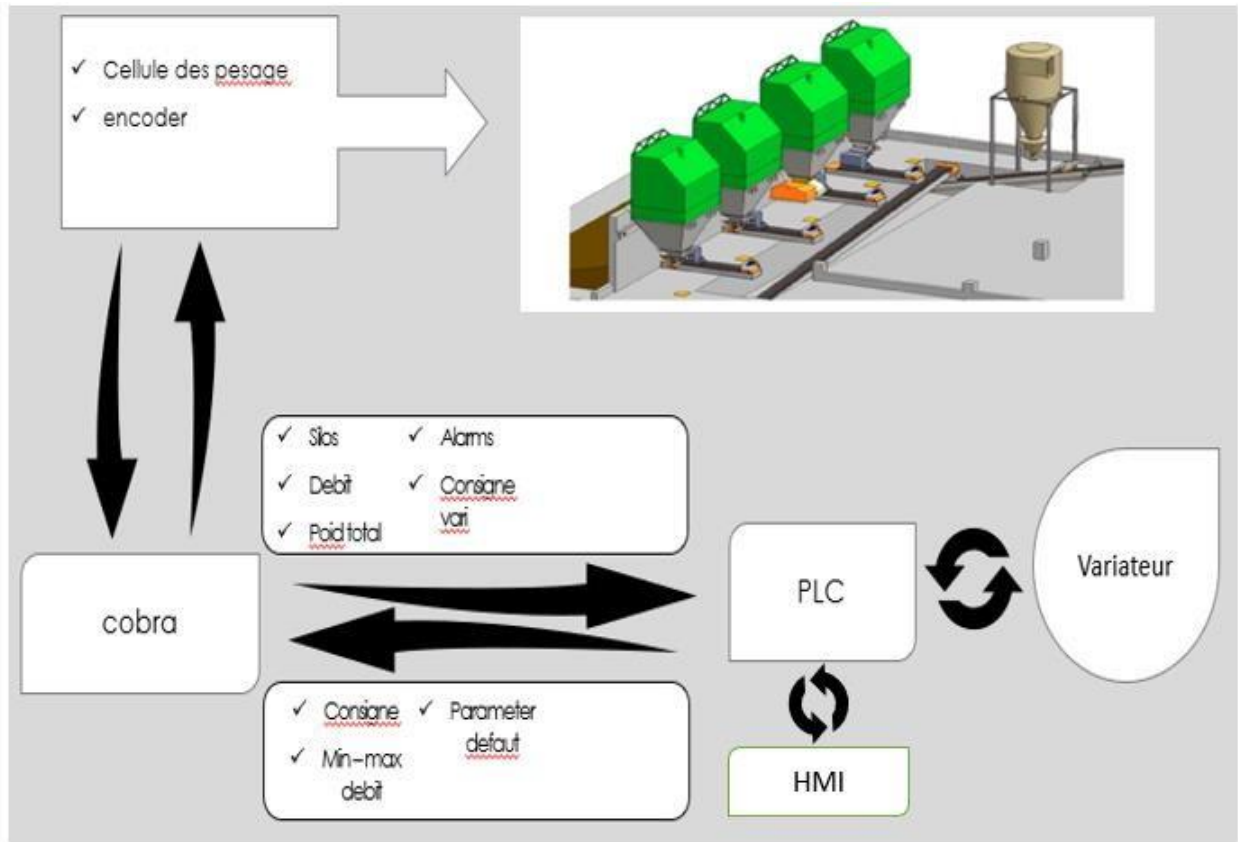 ✓ Cellule des pesage
✓ encoder
✓ Silos
✓ Debit
✓ Poid total
✓ Alarms
✓ Consigne
vari
cobra
PLC
Variateur
✓ Consigne
✓ Min-max
debit
✓ Parameter
defaut
HMI